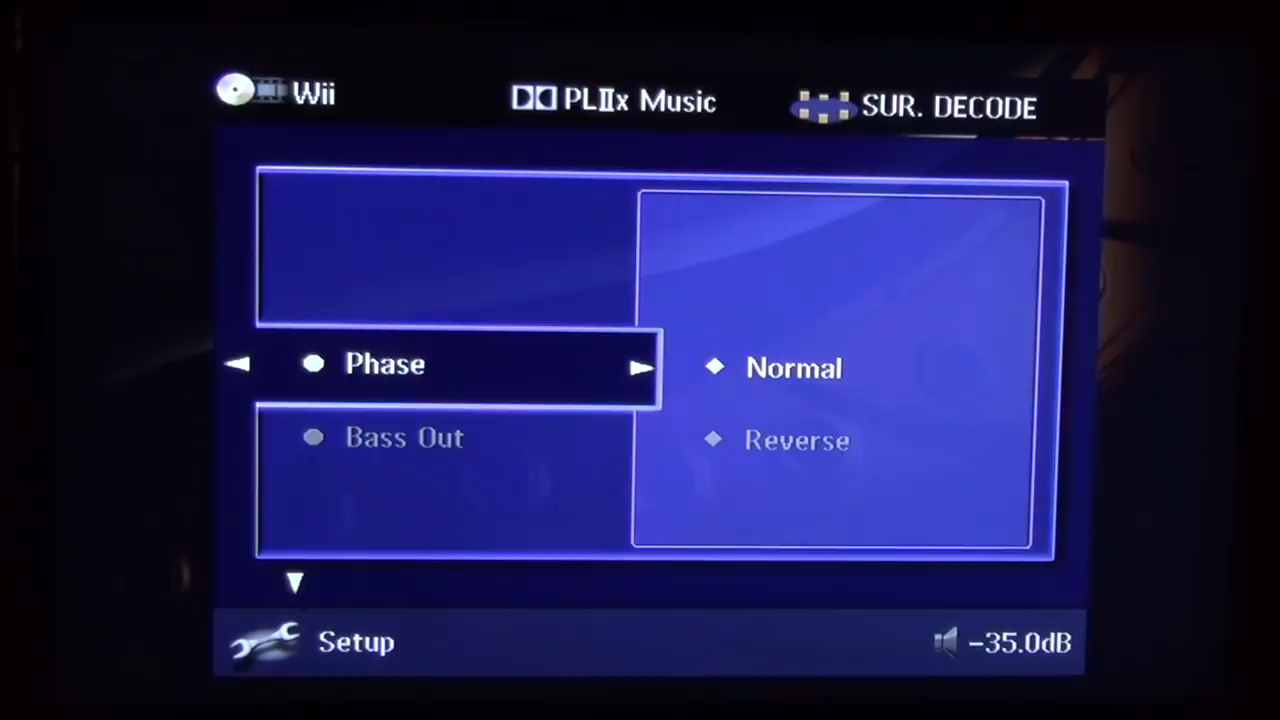 Wii
PLIIx Music
SUR. DECODE
Phase
Normal
Bass Out
Reverse
Setup
-35.0dB